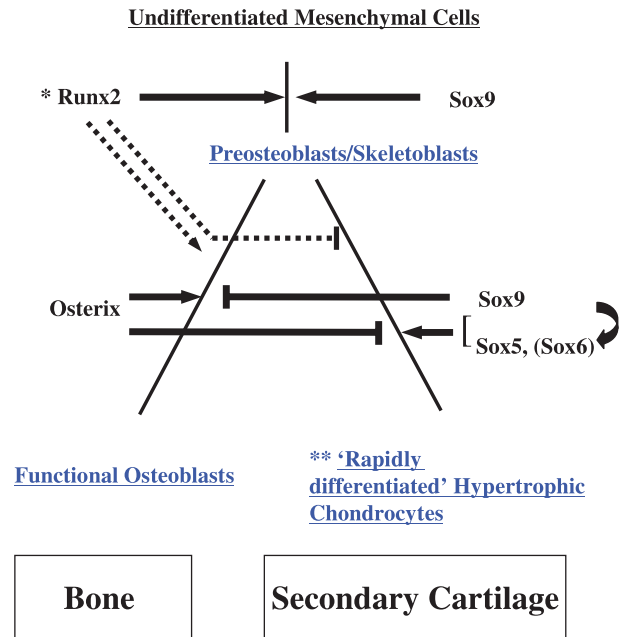 Undifferentiated Mesenchymal Cells
* Runx2
Sox9
Preosteoblasts/Skeletoblasts
Osterix
Sox9
Sox5, (Sox6)
Functional Osteoblasts
** ‘Rapidly
differentiated’ Hypertrophic
Chondrocytes
Bone
Secondary Cartilage